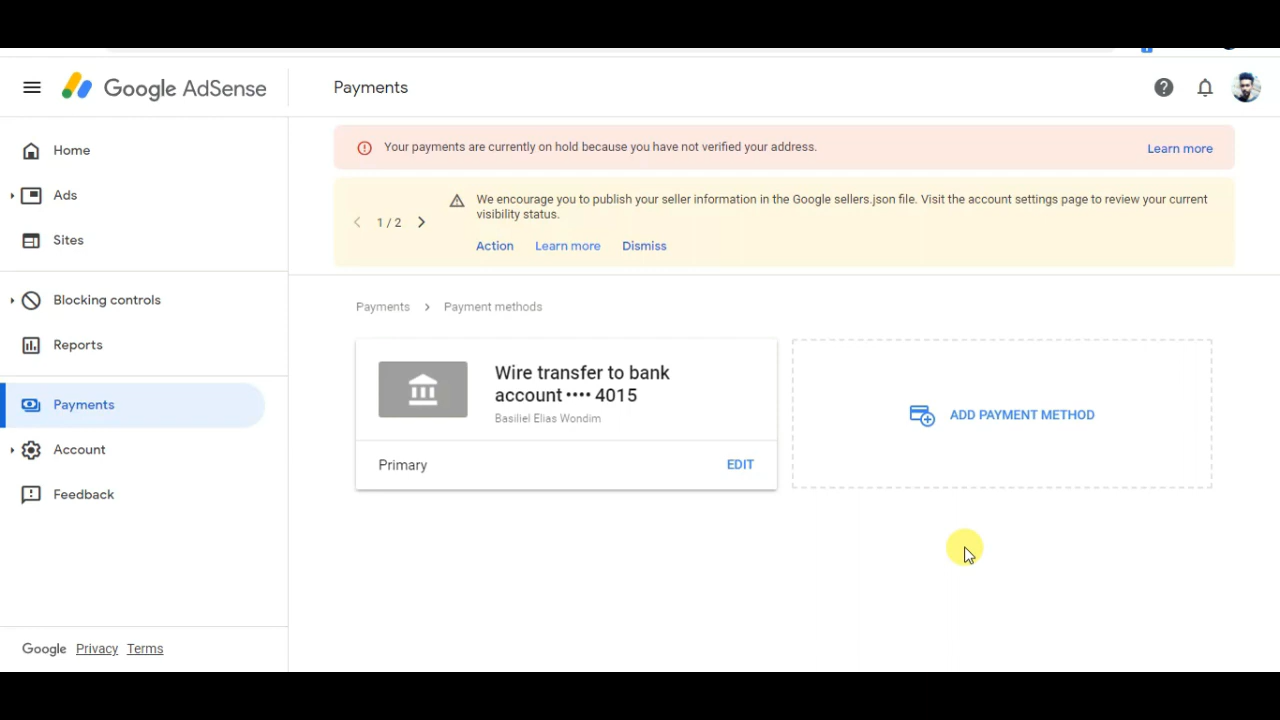 Google AdSense
Payments
Home
Ads
Sites
Blocking controls
Reports
Payments
Account
Feedback
Google Privacy Terms
Your payments are currently on hold because you have not verified your address.
Learn more
1 / 2
We encourage you to publish your seller information in the Google sellers.json file. Visit the account settings page to review your current
visibility status.
Action Learn more Dismiss
Payments > Payment methods
Wire transfer to bank
account •••• 4015
Basiliel Elias Wondim
Primary EDIT
ADD PAYMENT METHOD